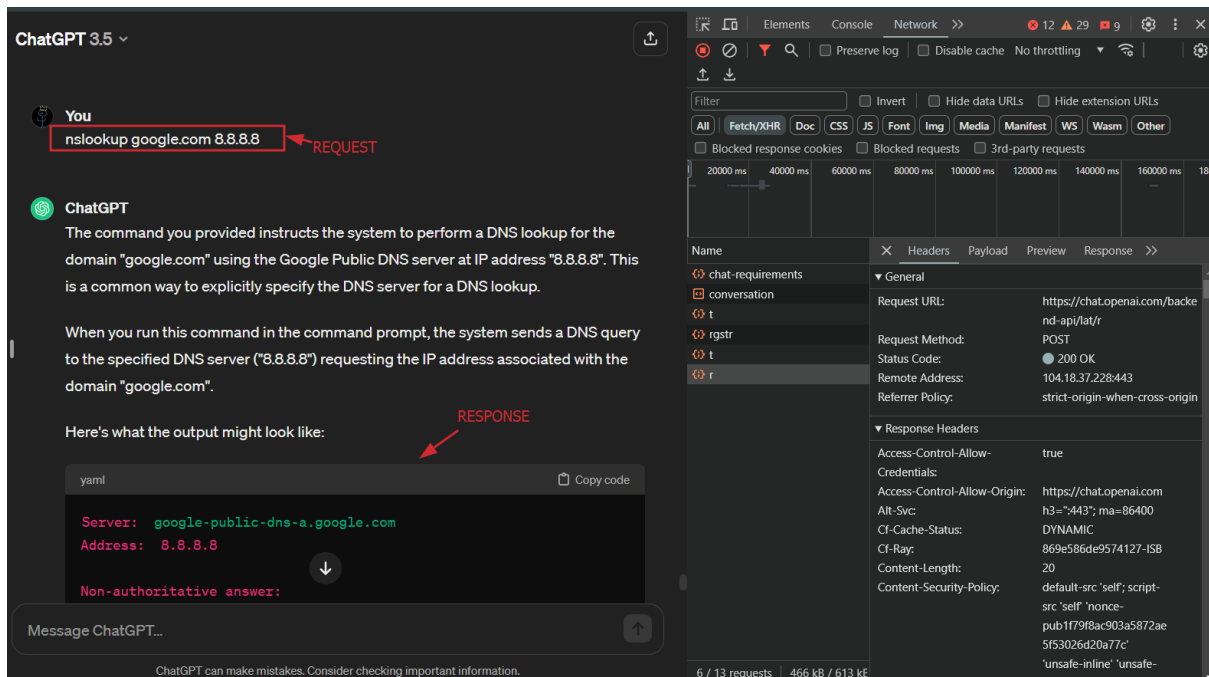 ChatGPT 3.5
You
nslookup google.com 8.8.8.8
REQUEST
ChatGPT
The command you provided instructs the system to perform a DNS lookup for the
domain "google.com" using the Google Public DNS server at IP address "8.8.8.8". This
is a common way to explicitly specify the DNS server for a DNS lookup.
When you run this command in the command prompt, the system sends a DNS query
to the specified DNS server ("8.8.8.8") requesting the IP address associated with the
domain "google.com".
RESPONSE
Here's what the output might look like:
yaml Copy code
Server: google-public-dns-a.google.com
Address: 8.8.8.8
Non-authoritative answer:
Message ChatGPT...
ChatGPT can make mistakes. Consider checking important information.
Elements Console Network 12 29 9
Preserve log Disable cache No throttling
Filter Invert Hide data URLs Hide extension URLs
All Fetch/XHR Doc CSS JS Font Img Media Manifest WS Wasm Other
Blocked response cookies Blocked requests 3rd-party requests
20000 ms 40000 ms 60000 ms 80000 ms 100000 ms 120000 ms 140000 ms 160000 ms 18
Name
chat-requirements
conversation
t
rgstr
t
r
6 / 13 requests 466 kB / 613 kB
Headers Payload Preview Response
General
Request URL: https://chat.openai.com/backe
nd-api/lat/r
Request Method: POST
Status Code: 200 OK
Remote Address: 104.18.37.228:443
Referrer Policy: strict-origin-when-cross-origin
Response Headers
Access-Control-Allow- true
Credentials:
Access-Control-Allow-Origin: https://chat.openai.com
Alt-Svc: h3=":443"; ma=86400
Cf-Cache-Status: DYNAMIC
Cf-Ray: 869e586de9574127-ISB
Content-Length: 20
Content-Security-Policy: default-src 'self'; script-
src 'self' 'nonce-
pub1f79f8ac903a5872ae
5f53026d20a77c'
'unsafe-inline' 'unsafe-